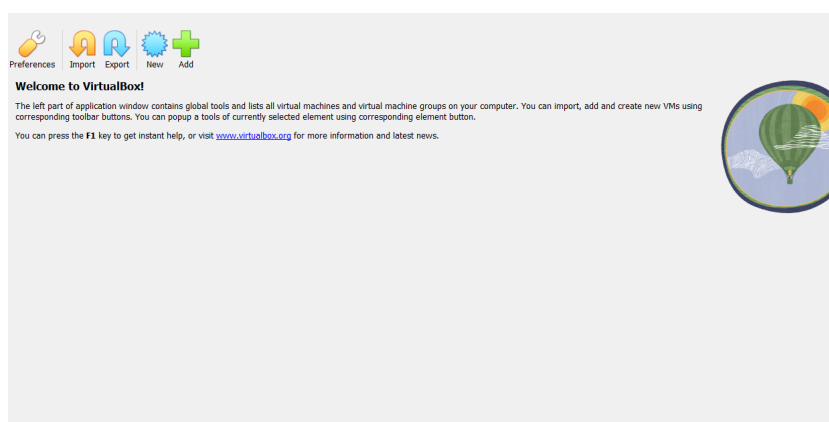 Preferences Import Export New Add
Welcome to VirtualBox!
The left part of application window contains global tools and lists all virtual machines and virtual machine groups on your computer. You can import, add and create new VMs using
corresponding toolbar buttons. You can popup a tools of currently selected element using corresponding element button.
You can press the F1 key to get instant help, or visit www.virtualbox.org for more information and latest news.